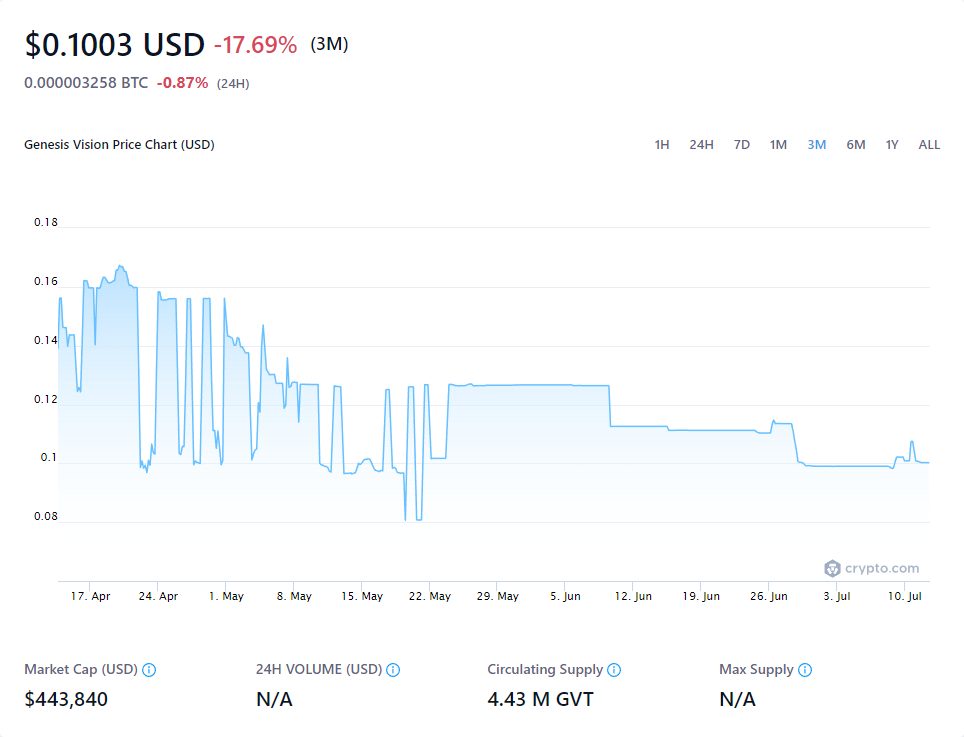 $0.1003 USD -17.69% (3M)
0.000003258 BTC -0.87% (24H)
Genesis Vision Price Chart (USD)
1H 24H 7D 1M 3M 6M 1Y ALL
0.18
0.16
0.14
0.12
0.1
0.08
crypto.com
17. Apr 24. Apr 1. May 8. May 15. May 22. May 29. May 5. Jun 12. Jun 19. Jun 26. Jun 3. Jul 10. Jul
Market Cap (USD) 24H VOLUME (USD) Circulating Supply Max Supply
$443,840 N/A 4.43 M GVT N/A